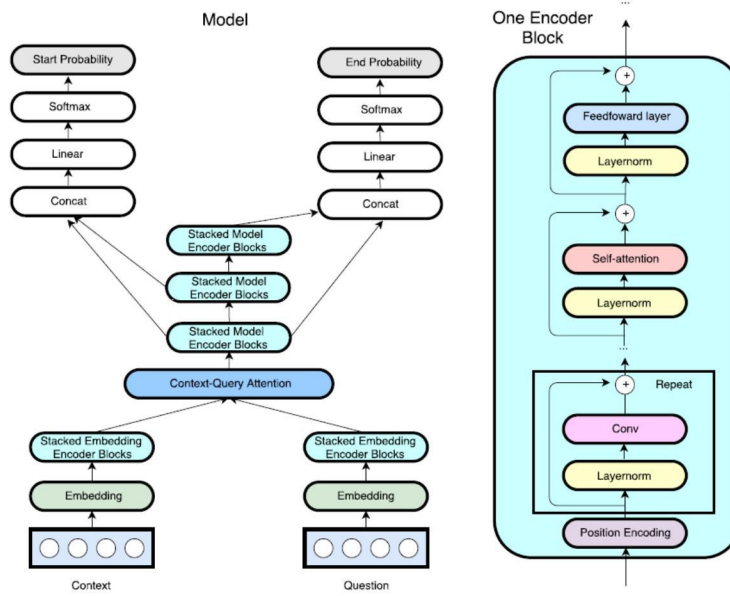 Model
Start Probability
Softmax
Linear
Concat
End Probability
Softmax
Linear
Concat
Stacked Model
Encoder Blocks
Stacked Model
Encoder Blocks
Stacked Model
Encoder Blocks
Context-Query Attention
Stacked Embedding
Encoder Blocks
Stacked Embedding
Encoder Blocks
Embedding
Embedding
Context
Question
One Encoder
Block
...
+
Feedfoward layer
Layernorm
+
Self-attention
Layernorm
...
...
+
Repeat
Conv
Layernorm
Position Encoding